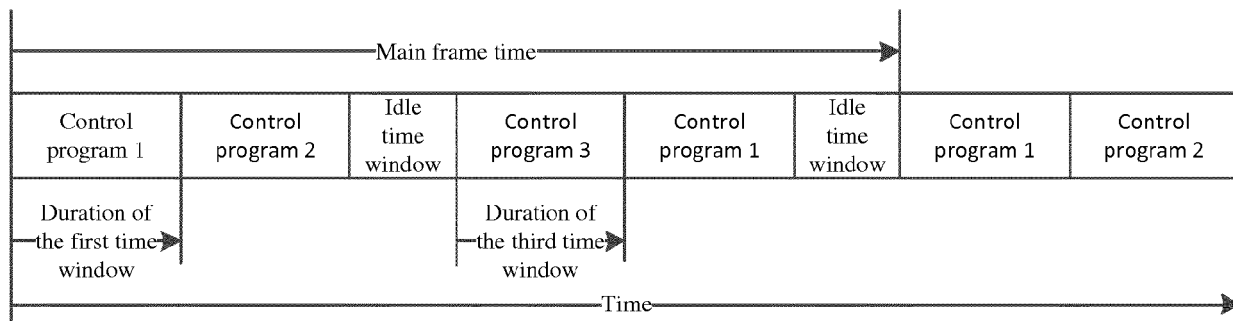 Main frame time
Control
program 1
Control
program 2
Idle
time
window
Control
program 3
Control
program 1
Idle
time
window
Control
program 1
Control
program 2
Duration of
the first time
window
Duration of
the third time
window
Time